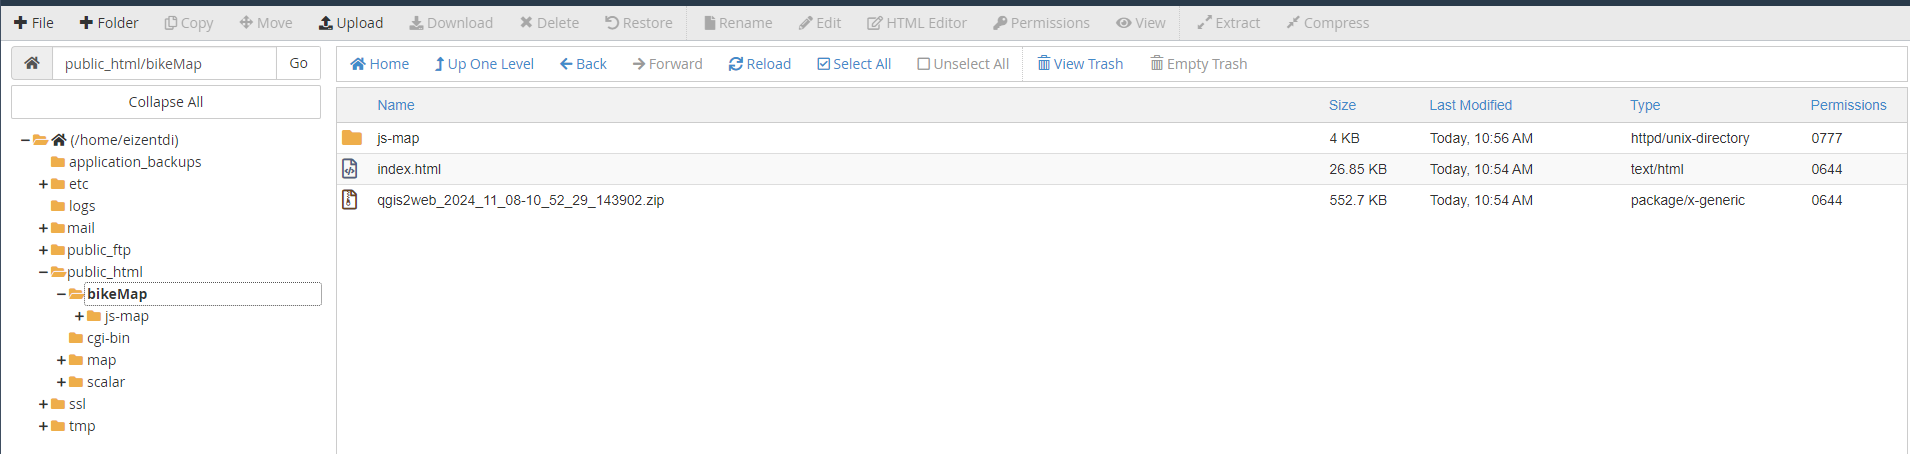 File Folder Copy Move Upload Download Delete Restore Rename Edit HTML Editor Permissions View Extract Compress
public_html/bikeMap Go
Collapse All
(/home/eizentdi)
application_backups
etc
logs
mail
public_ftp
public_html
bikeMap
js-map
cgi-bin
map
scalar
ssl
tmp
Home Up One Level Back Forward Reload Select All Unselect All View Trash Empty Trash
Name Size Last Modified Type Permissions
js-map 4 KB Today, 10:56 AM httpd/unix-directory 0777
index.html 26.85 KB Today, 10:54 AM text/html 0644
qgis2web_2024_11_08-10_52_29_143902.zip 552.7 KB Today, 10:54 AM package/x-generic 0644